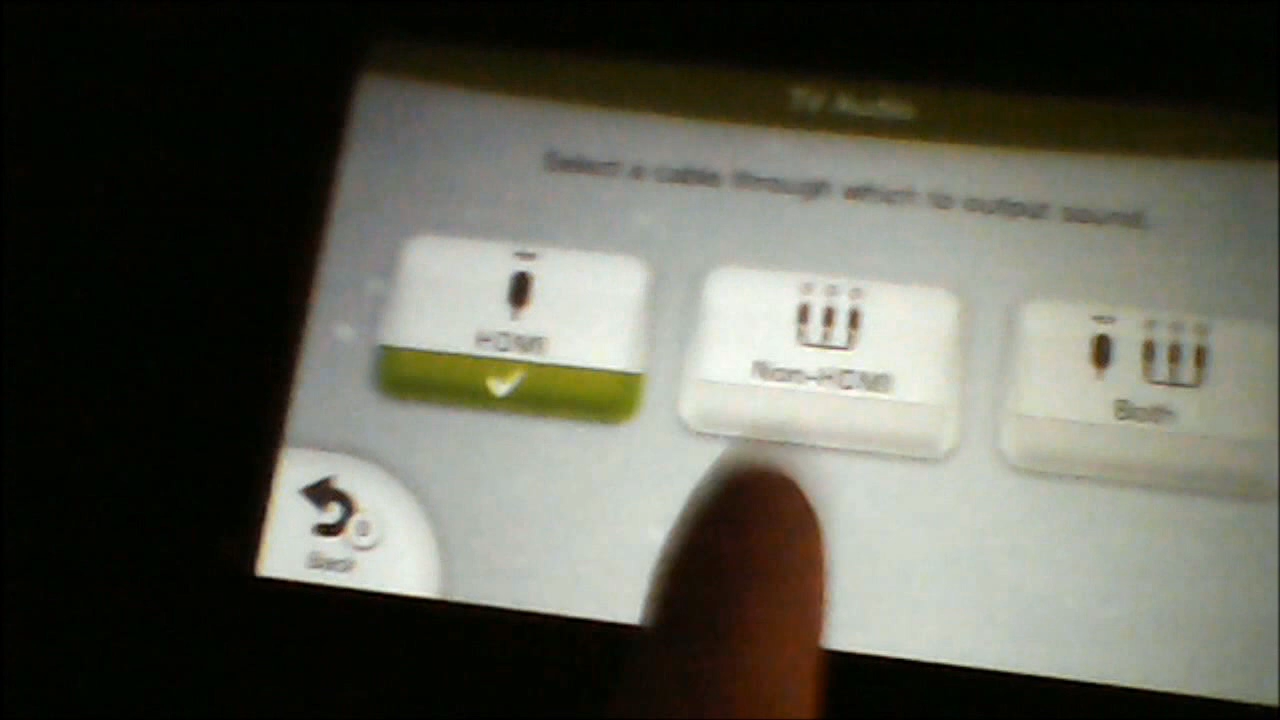 TV Audio
Select a cable through which to output sound.
HDMI
Non-HDMI
Both
B
Back